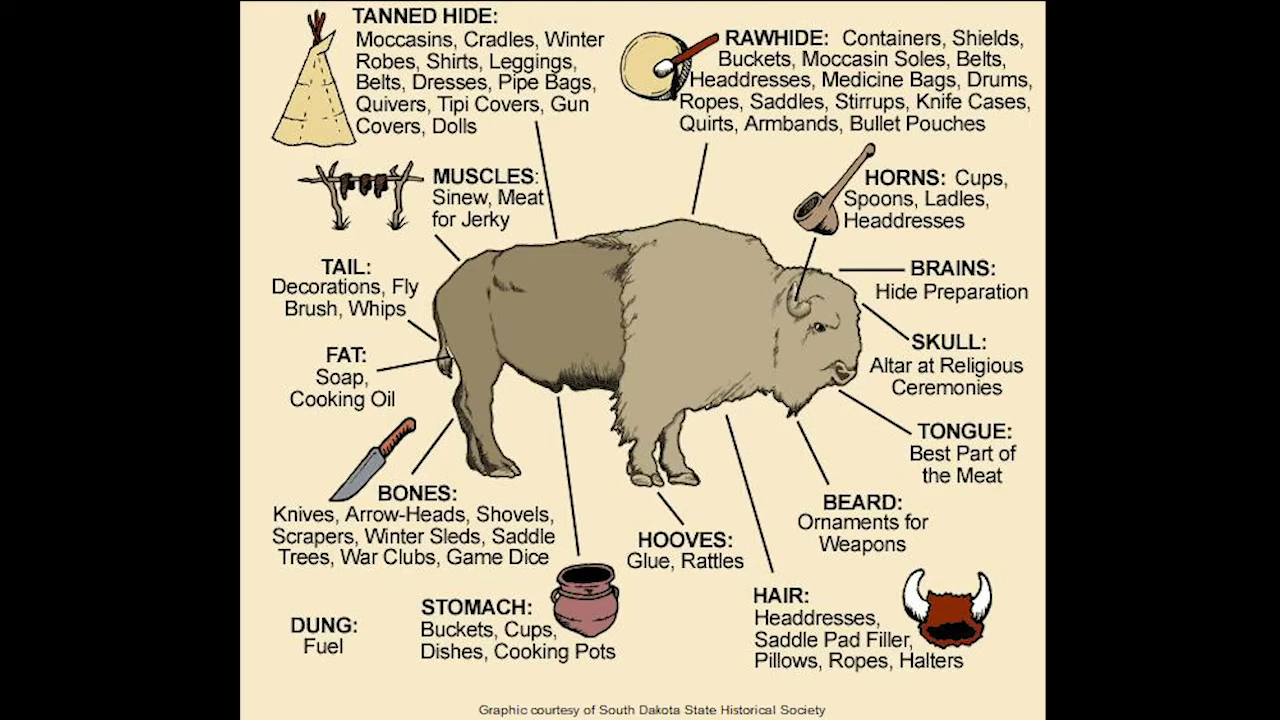 TANNED HIDE:
Moccasins, Cradles, Winter
Robes, Shirts, Leggings,
Belts, Dresses, Pipe Bags,
Quivers, Tipi Covers, Gun
Covers, Dolls
RAWHIDE: Containers, Shields,
Buckets, Moccasin Soles, Belts,
Headdresses, Medicine Bags, Drums,
Ropes, Saddles, Stirrups, Knife Cases,
Quirts, Armbands, Bullet Pouches
MUSCLES:
Sinew, Meat
for Jerky
HORNS: Cups,
Spoons, Ladles,
Headdresses
TAIL:
Decorations, Fly
Brush, Whips
BRAINS:
Hide Preparation
FAT:
Soap,
Cooking Oil
SKULL:
Altar at Religious
Ceremonies
TONGUE:
Best Part of
the Meat
BONES:
Knives, Arrow-Heads, Shovels,
Scrapers, Winter Sleds, Saddle
Trees, War Clubs, Game Dice
HOOVES:
Glue, Rattles
BEARD:
Ornaments for
Weapons
DUNG:
Fuel
STOMACH:
Buckets, Cups,
Dishes, Cooking Pots
HAIR:
Headdresses,
Saddle Pad Filler,
Pillows, Ropes, Halters
Graphic courtesy of South Dakota State Historical Society